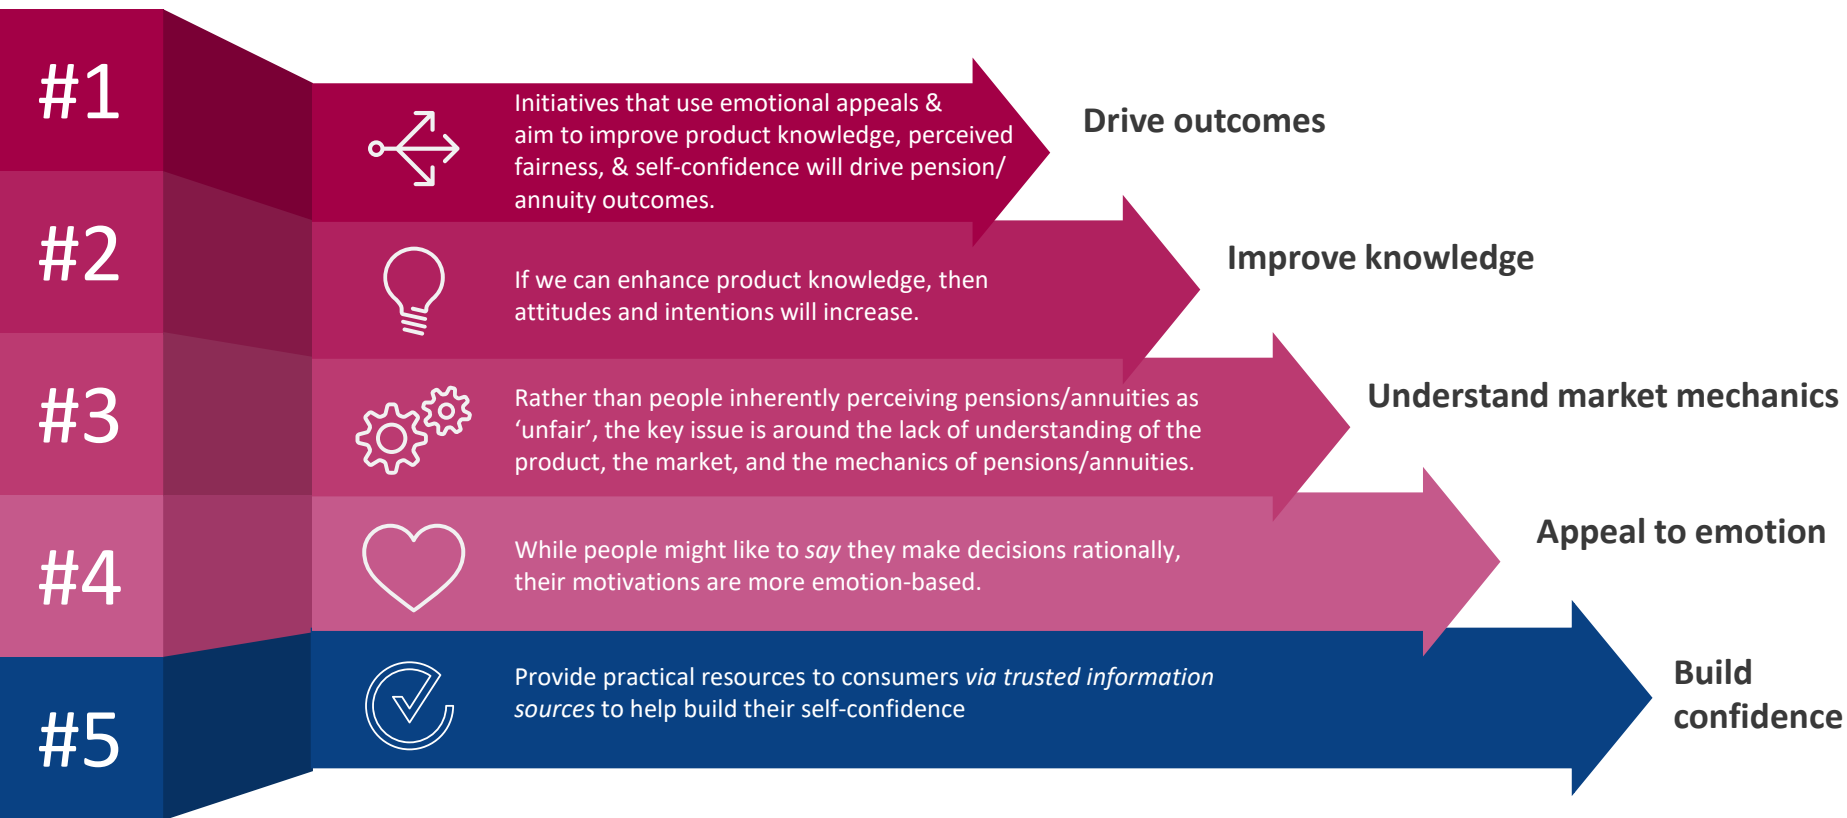 #1
Initiatives that use emotional appeals &
aim to improve product knowledge, perceived
fairness, & self-confidence will drive pension/
annuity outcomes.
Drive outcomes
#2
If we can enhance product knowledge, then
attitudes and intentions will increase.
Improve knowledge
#3
Rather than people inherently perceiving pensions/annuities as
‘unfair’, the key issue is around the lack of understanding of the
product, the market, and the mechanics of pensions/annuities.
Understand market mechanics
#4
While people might like to say they make decisions rationally,
their motivations are more emotion-based.
Appeal to emotion
#5
Provide practical resources to consumers via trusted information
sources to help build their self-confidence
Build
confidence